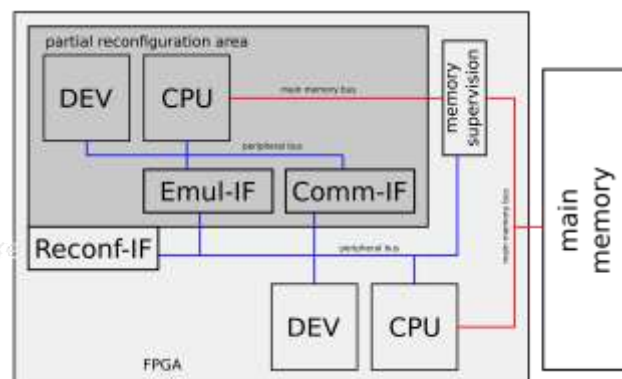 partial reconfiguration area
DEV
CPU
main memory bus
memory
supervision
peripheral bus
Emul-IF
Comm-IF
main
memory
main memory bus
Reconf-IF
peripheral bus
DEV
CPU
FPGA